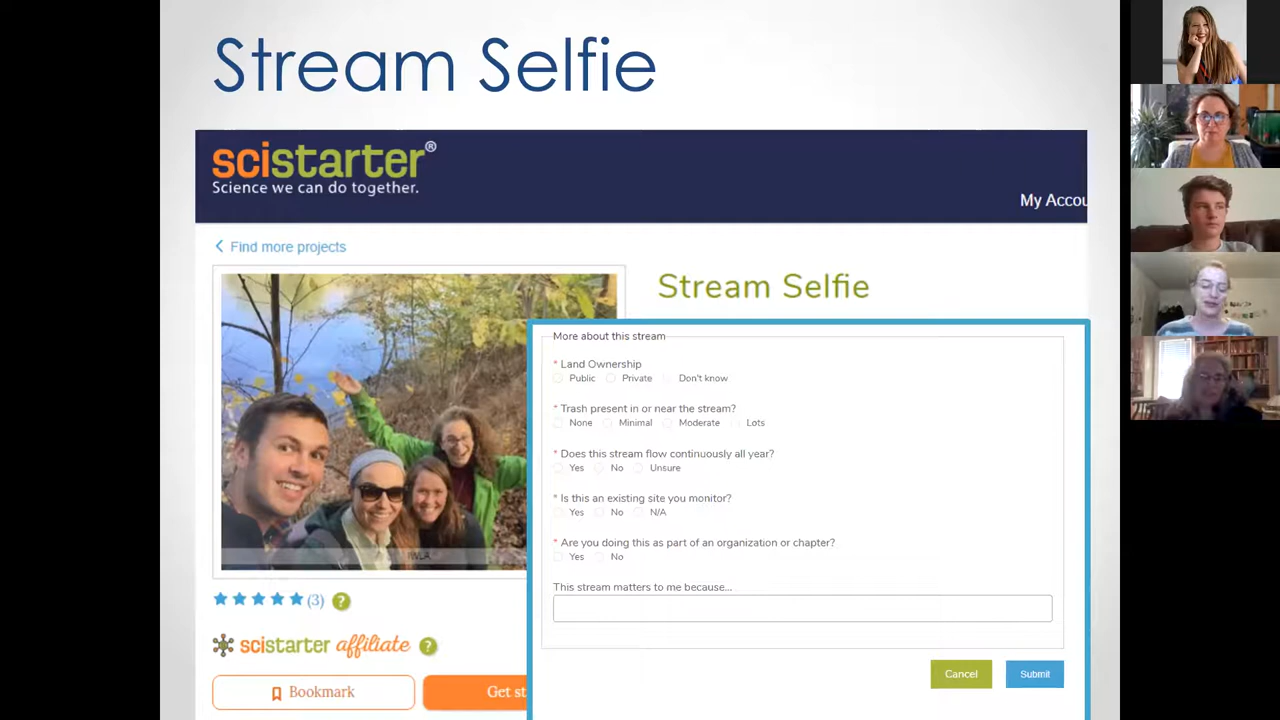 Stream Selfie
scistarter®
Science we can do together.
My Accou
Find more projects
Stream Selfie
IWLA
(3) ?
scistarter affiliate ?
Bookmark
Get st
More about this stream
* Land Ownership
Public Private Don't know
* Trash present in or near the stream?
None Minimal Moderate Lots
* Does this stream flow continuously all year?
Yes No Unsure
* Is this an existing site you monitor?
Yes No N/A
* Are you doing this as part of an organization or chapter?
Yes No
This stream matters to me because...
Cancel Submit